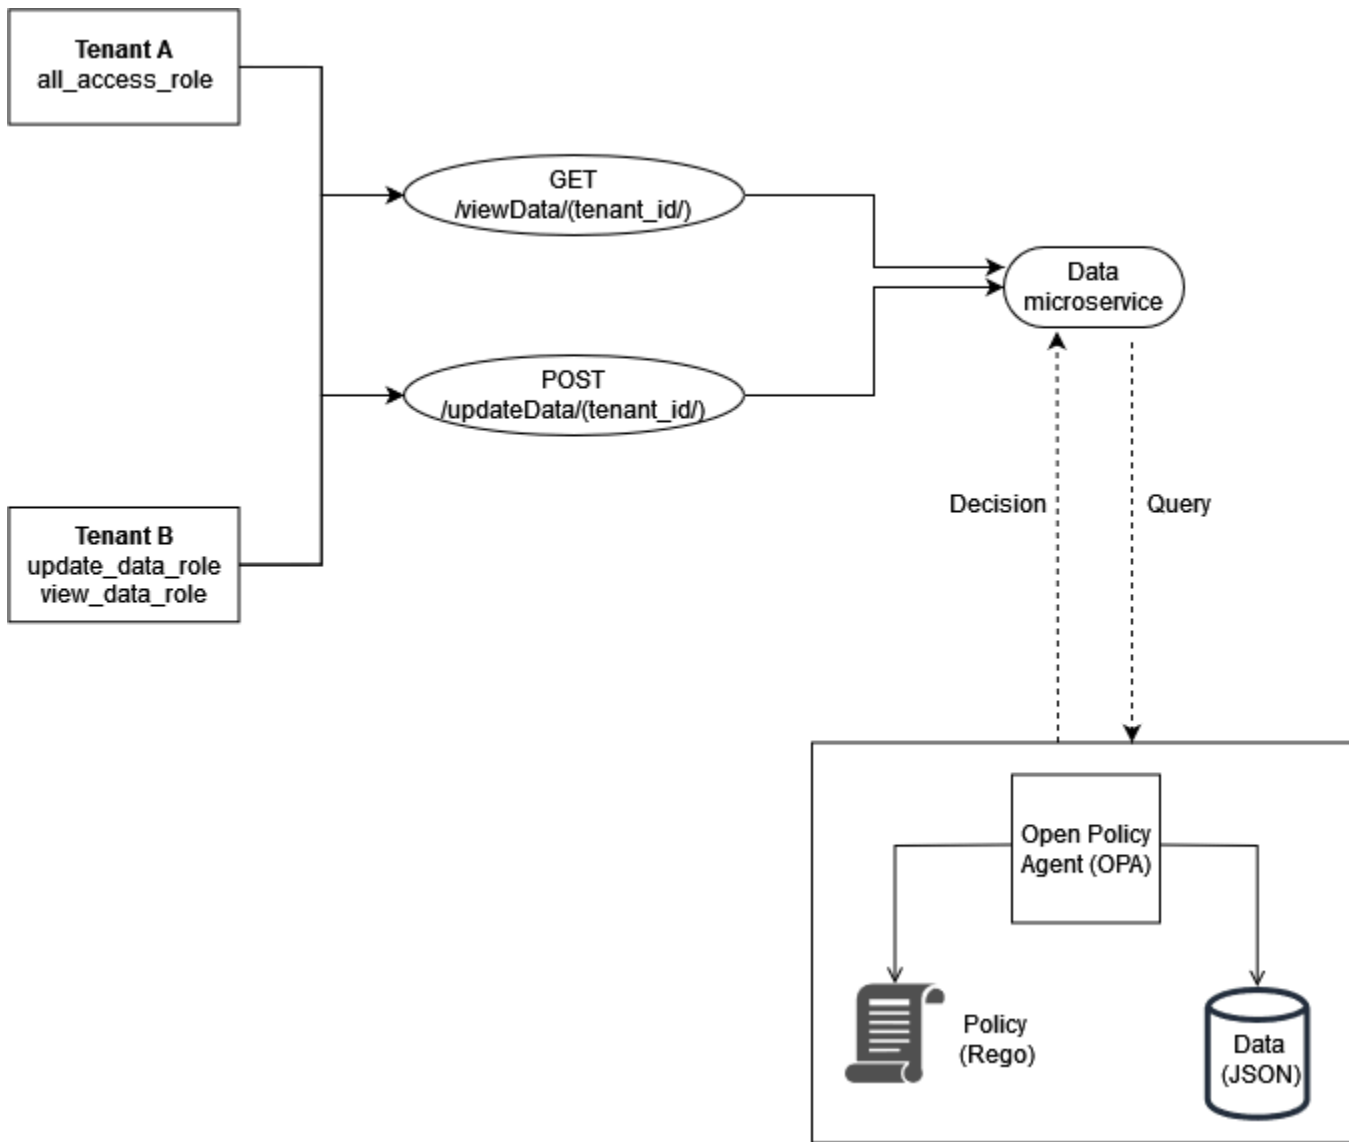 Tenant A
all_access_role
GET
/viewData/(tenant_id/)
Data
microservice
POST
/updateData/(tenant_id/)
Decision
Query
Tenant B
update_data_role
view_data_role
Open Policy
Agent (OPA)
Policy
(Rego)
Data
(JSON)